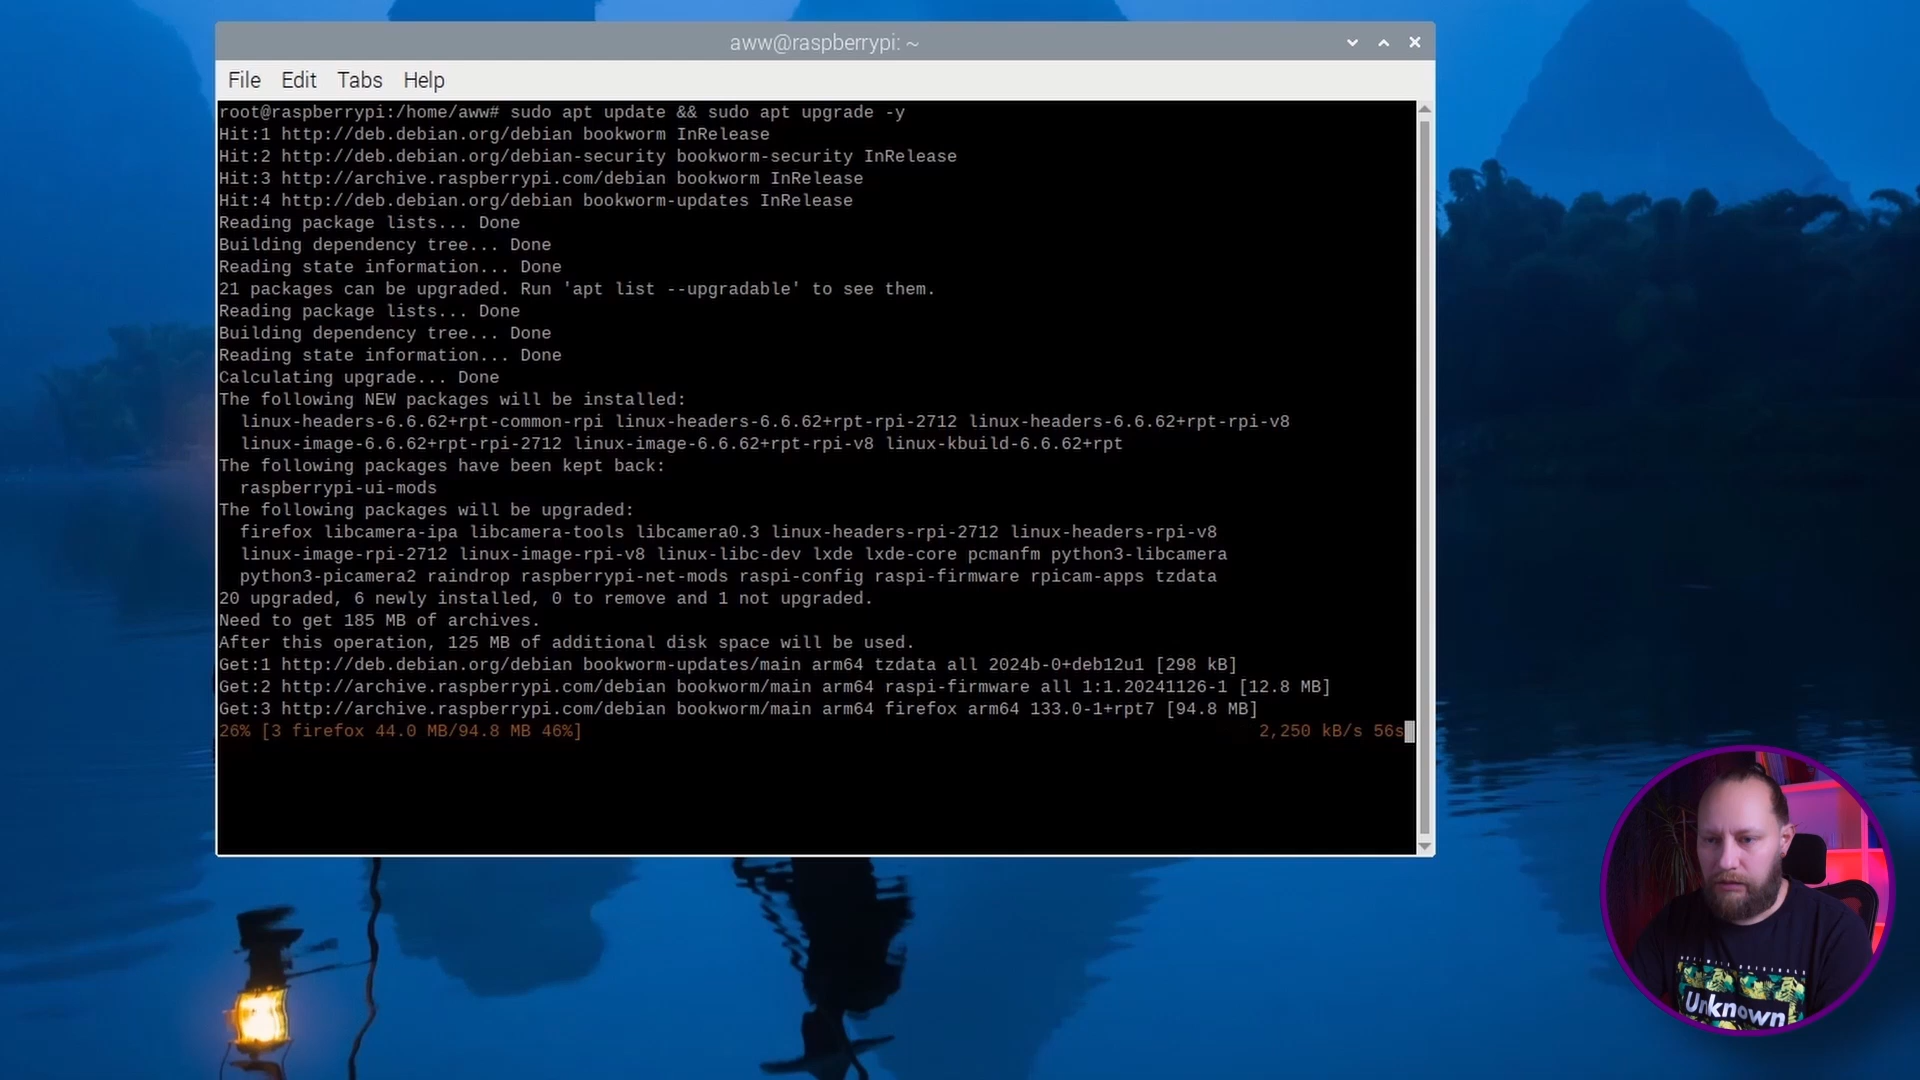 aww@raspberrypi: ~
File Edit Tabs Help
root@raspberrypi:/home/aww# sudo apt update && sudo apt upgrade -y
Hit:1 http://deb.debian.org/debian bookworm InRelease
Hit:2 http://deb.debian.org/debian-security bookworm-security InRelease
Hit:3 http://archive.raspberrypi.com/debian bookworm InRelease
Hit:4 http://deb.debian.org/debian bookworm-updates InRelease
Reading package lists... Done
Building dependency tree... Done
Reading state information... Done
21 packages can be upgraded. Run 'apt list --upgradable' to see them.
Reading package lists... Done
Building dependency tree... Done
Reading state information... Done
Calculating upgrade... Done
The following NEW packages will be installed:
linux-headers-6.6.62+rpt-common-rpi linux-headers-6.6.62+rpt-rpi-2712 linux-headers-6.6.62+rpt-rpi-v8
linux-image-6.6.62+rpt-rpi-2712 linux-image-6.6.62+rpt-rpi-v8 linux-kbuild-6.6.62+rpt
The following packages have been kept back:
raspberrypi-ui-mods
The following packages will be upgraded:
firefox libcamera-ipa libcamera-tools libcamera0.3 linux-headers-rpi-2712 linux-headers-rpi-v8
linux-image-rpi-2712 linux-image-rpi-v8 linux-libc-dev lxde lxde-core pcmanfm python3-libcamera
python3-picamera2 raindrop raspberrypi-net-mods raspi-config raspi-firmware rpicam-apps tzdata
20 upgraded, 6 newly installed, 0 to remove and 1 not upgraded.
Need to get 185 MB of archives.
After this operation, 125 MB of additional disk space will be used.
Get:1 http://deb.debian.org/debian bookworm-updates/main arm64 tzdata all 2024b-0+deb12u1 [298 kB]
Get:2 http://archive.raspberrypi.com/debian bookworm/main arm64 raspi-firmware all 1:1.20241126-1 [12.8 MB]
Get:3 http://archive.raspberrypi.com/debian bookworm/main arm64 firefox arm64 133.0-1+rpt7 [94.8 MB]
26% [3 firefox 44.0 MB/94.8 MB 46%] 2,250 kB/s 56s
Unknown